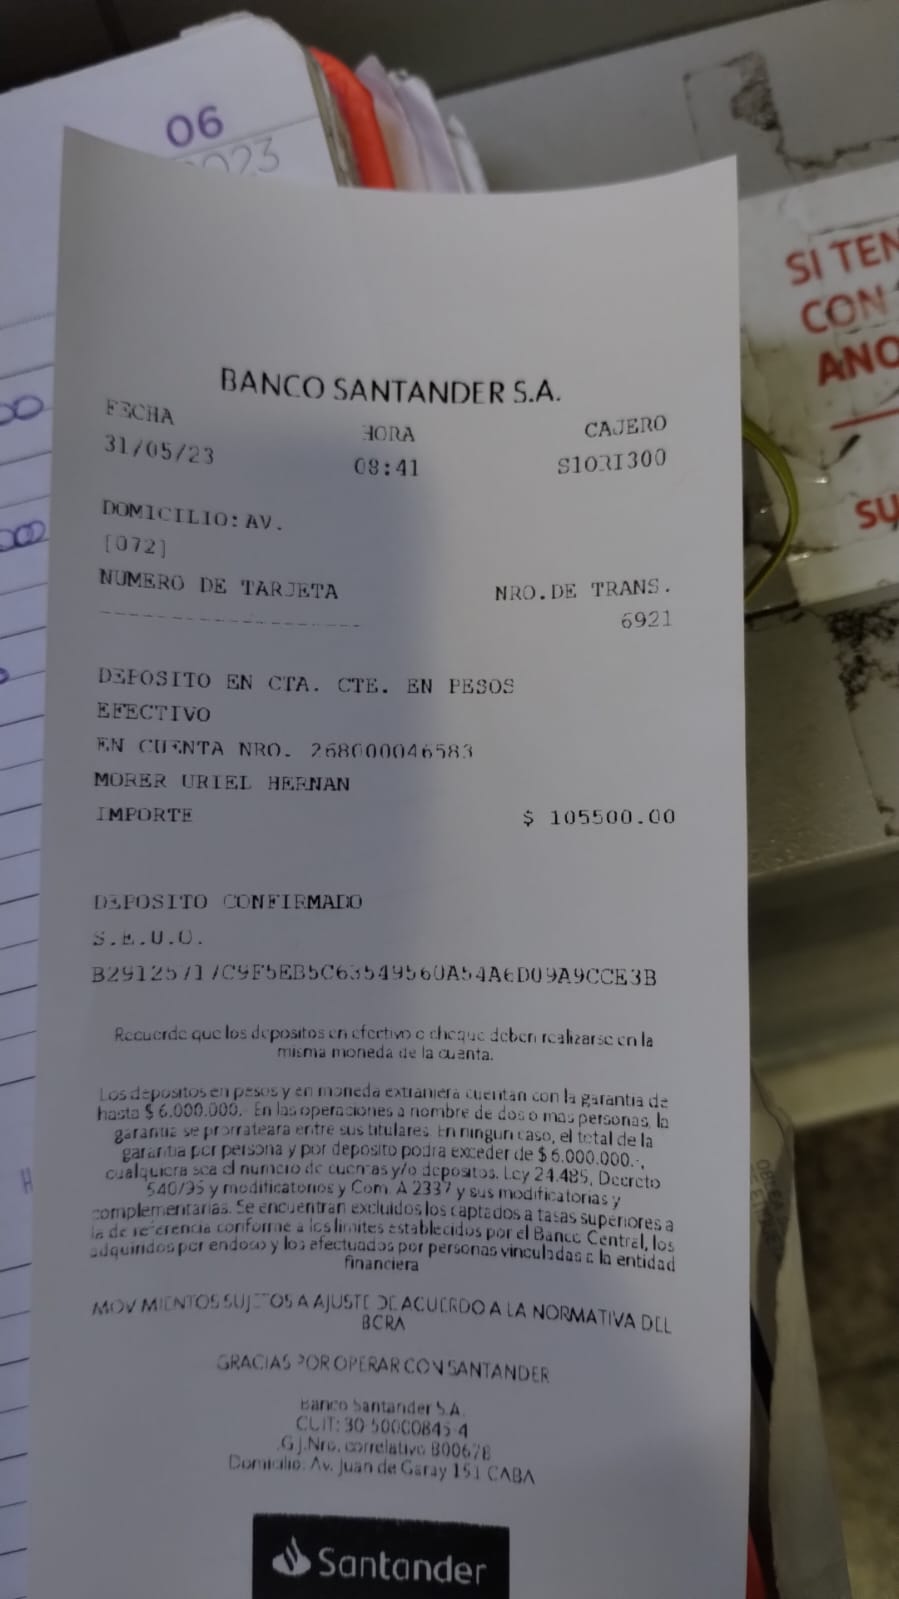 06
2023
BANCO SANTANDER S.A.
FECHA HORA CAJERO
31/05/23 08:41 S1ORI300
DOMICILIO: AV.
[072]
NUMERO DE TARJETA NRO.DE TRANS.
6921
DEPOSITO EN CTA. CTE. EN PESOS
EFECTIVO
EN CUENTA NRO. 268000046583
MORER URIEL HERNAN
IMPORTE $ 105500.00
DEPOSITO CONFIRMADO
S.E.U.O.
B29125717C9F5EB5C63549560A54A6D09A9CCE3B
Recuerde que los depositos en efectivo o cheque deben realizarse en la
misma moneda de la cuenta.
Los depositos en pesos y en moneda extranjera cuentan con la garantia de
hasta $ 6.000.000.- En las operaciones a nombre de dos o mas personas, la
garantia se prorrateara entre sus titulares. En ningun caso, el total de la
garantia por persona y por deposito podra exceder de $ 6.000.000.-,
cualquiera sea el numero de cuentas y/o depositos. Ley 24.485, Decreto
540/95 y modificatorios y Com. A 2337 y sus modificatorias y
complementarias. Se encuentran excluidos los captados a tasas superiores a
la de referencia conforme a los limites establecidos por el Banco Central, los
adquiridos por endoso y los efectuados por personas vinculadas a la entidad
financiera
MOVIMIENTOS SUJETOS A AJUSTE DE ACUERDO A LA NORMATIVA DEL
BCRA
GRACIAS POR OPERAR CON SANTANDER
Banco Santander S.A.
CUIT: 30-50000845-4
I.G.J. Nro. correlativo 800678
Domicilio: Av. Juan de Garay 151 CABA
Santander
SI TEN
CON
ANO
SU